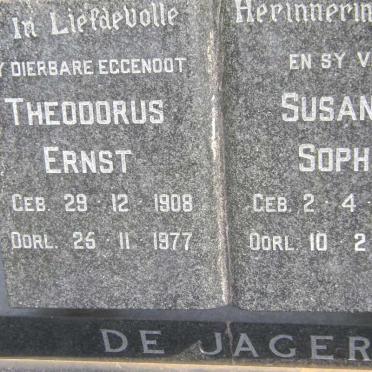 In Liefdevolle Herinnerin
Y DIERBARE EGGENOOT
EN SY V
THEODORUS
ERNST
GEB. 29 · 12 · 1908
OORL. 25 · 11 · 1977
SUSAN
SOPH
GEB. 2 · 4 ·
OORL. 10 · 2
DE JAGER